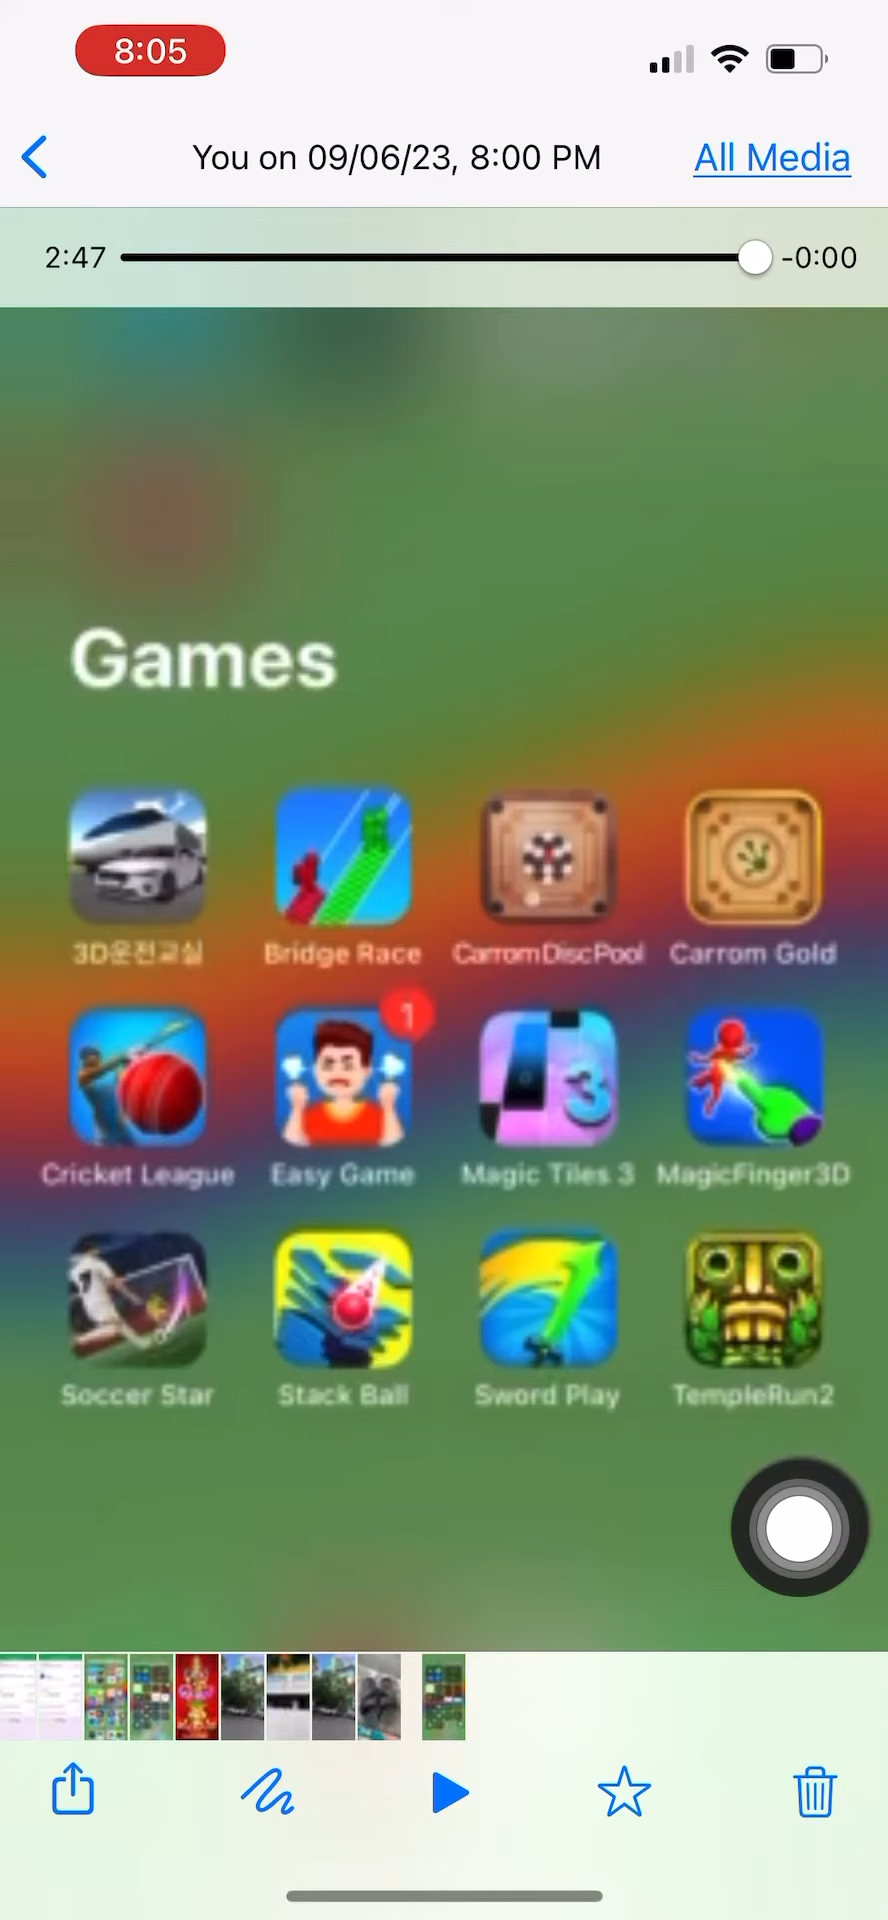 8:05
You on 09/06/23, 8:00 PM
All Media
2:47
-0:00
Games
3D운전교실
Bridge Race
CarromDiscPool
Carrom Gold
1
Cricket League
Easy Game
Magic Tiles 3
MagicFinger3D
3
Soccer Star
Stack Ball
Sword Play
TempleRun2